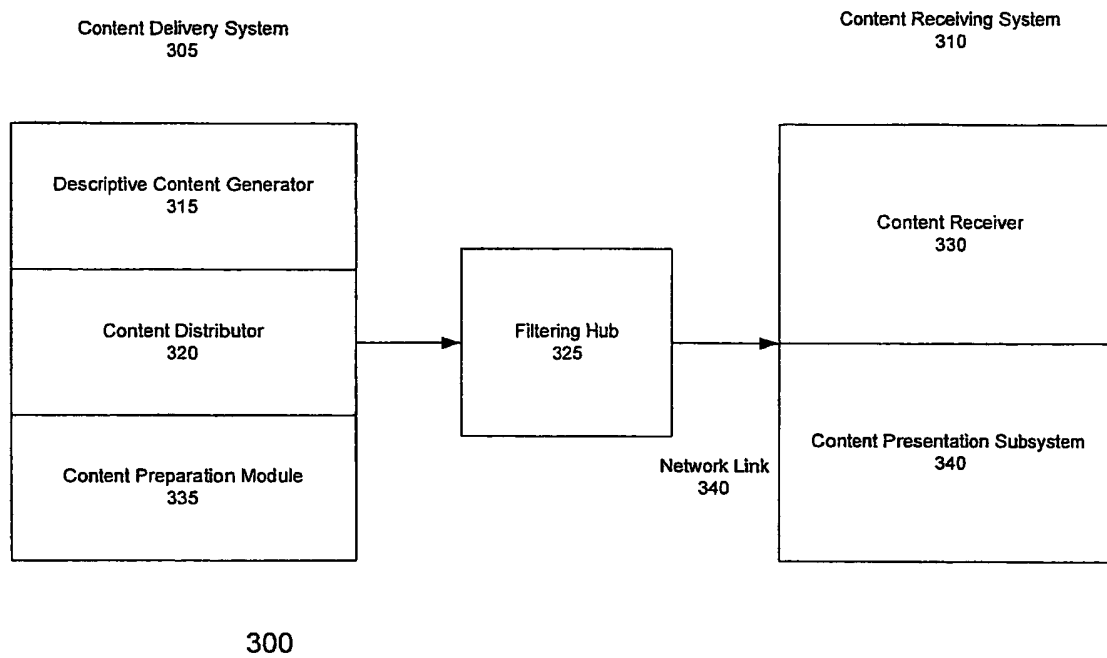 Content Delivery System
305
Content Receiving System
310
Descriptive Content Generator
315
Content Distributor
320
Content Preparation Module
335
Filtering Hub
325
Network Link
340
Content Receiver
330
Content Presentation Subsystem
340
300